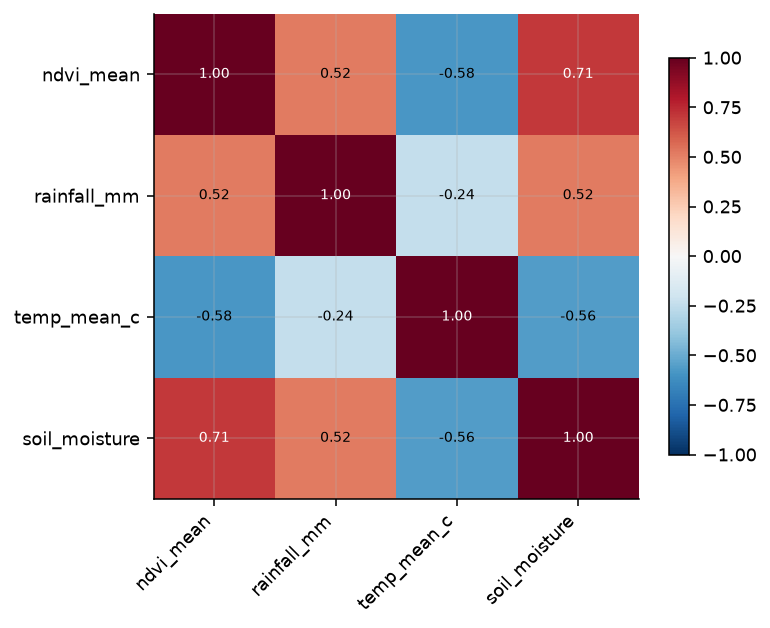 ndvi_mean 1.00 0.52 -0.58 0.71
rainfall_mm 0.52 1.00 -0.24 0.52
temp_mean_c -0.58 -0.24 1.00 -0.56
soil_moisture 0.71 0.52 -0.56 1.00
ndvi_mean
rainfall_mm
temp_mean_c
soil_moisture
1.00
0.75
0.50
0.25
0.00
−0.25
−0.50
−0.75
−1.00